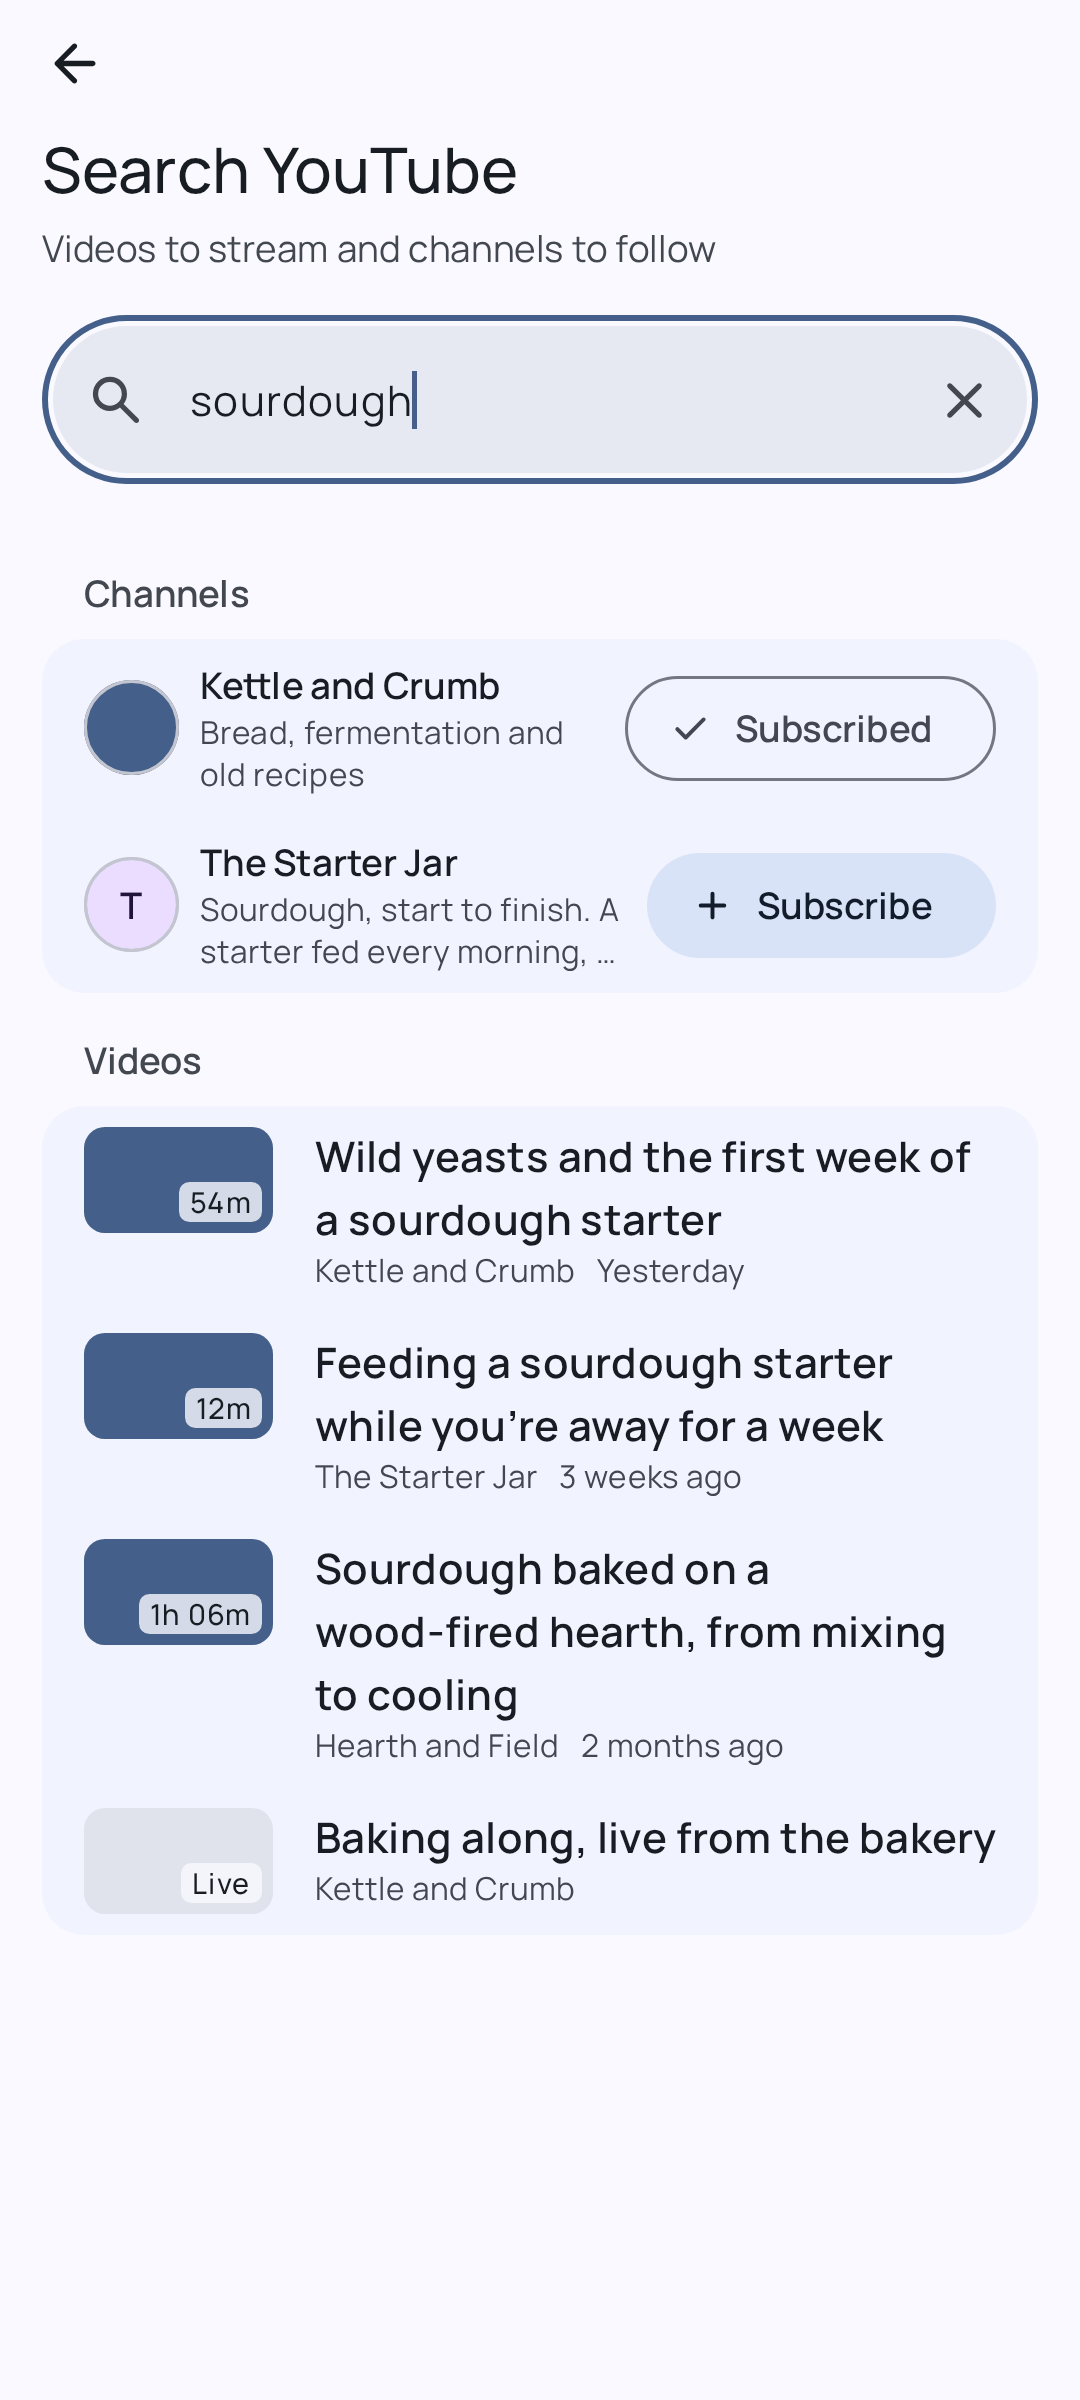 Search YouTube
Videos to stream and channels to follow
sourdough
Channels
Kettle and Crumb
Bread, fermentation and
old recipes
Subscribed
T
The Starter Jar
Sourdough, start to finish. A
starter fed every morning, …
Subscribe
Videos
54m
Wild yeasts and the first week of
a sourdough starter
Kettle and Crumb Yesterday
12m
Feeding a sourdough starter
while you’re away for a week
The Starter Jar 3 weeks ago
1h 06m
Sourdough baked on a
wood-fired hearth, from mixing
to cooling
Hearth and Field 2 months ago
Live
Baking along, live from the bakery
Kettle and Crumb